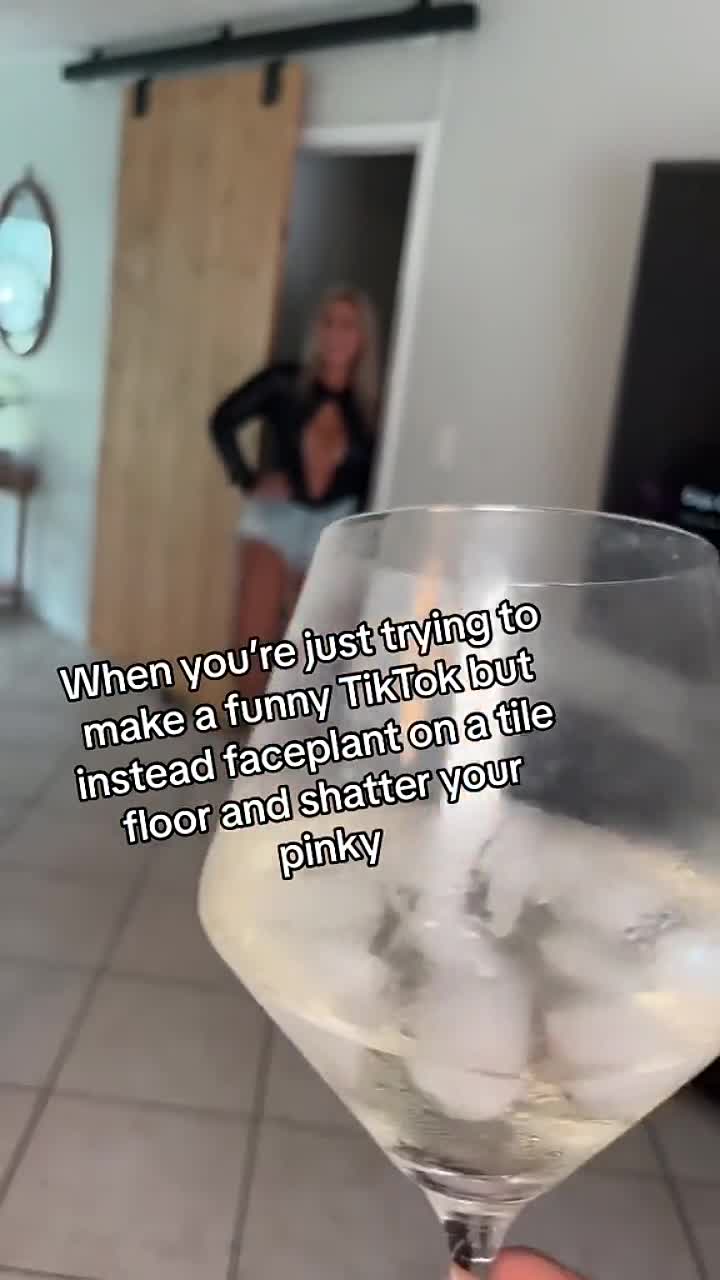 When you're just trying to
make a funny TikTok but
instead faceplant on a tile
floor and shatter your
pinky